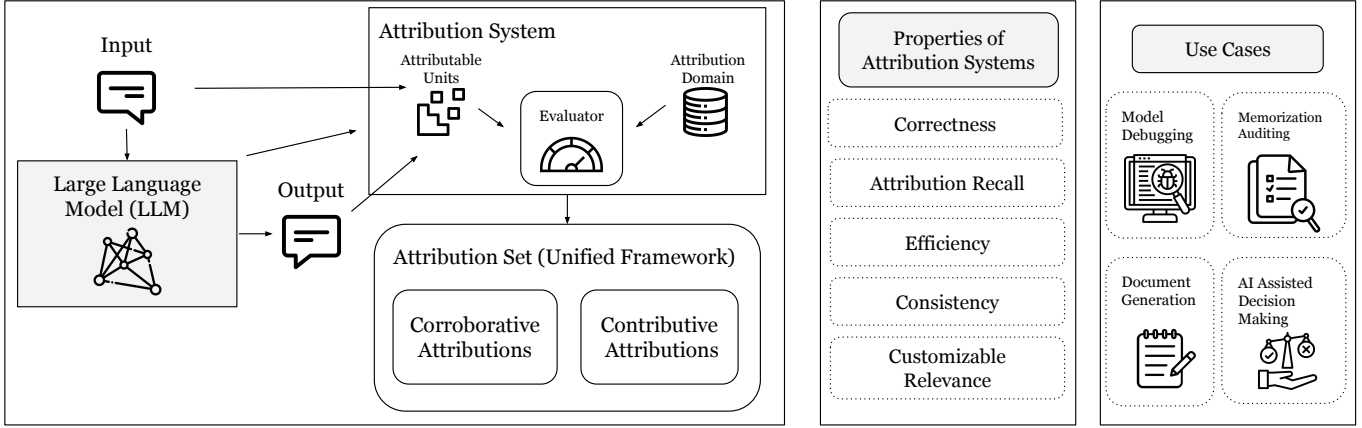 Input
Large Language
Model (LLM)
Output
Attribution System
Attributable
Units
Evaluator
Attribution
Domain
Attribution Set (Unified Framework)
Corroborative
Attributions
Contributive
Attributions
Properties of
Attribution Systems
Correctness
Attribution Recall
Efficiency
Consistency
Customizable
Relevance
Use Cases
Model
Debugging
Memorization
Auditing
Document
Generation
AI Assisted
Decision
Making